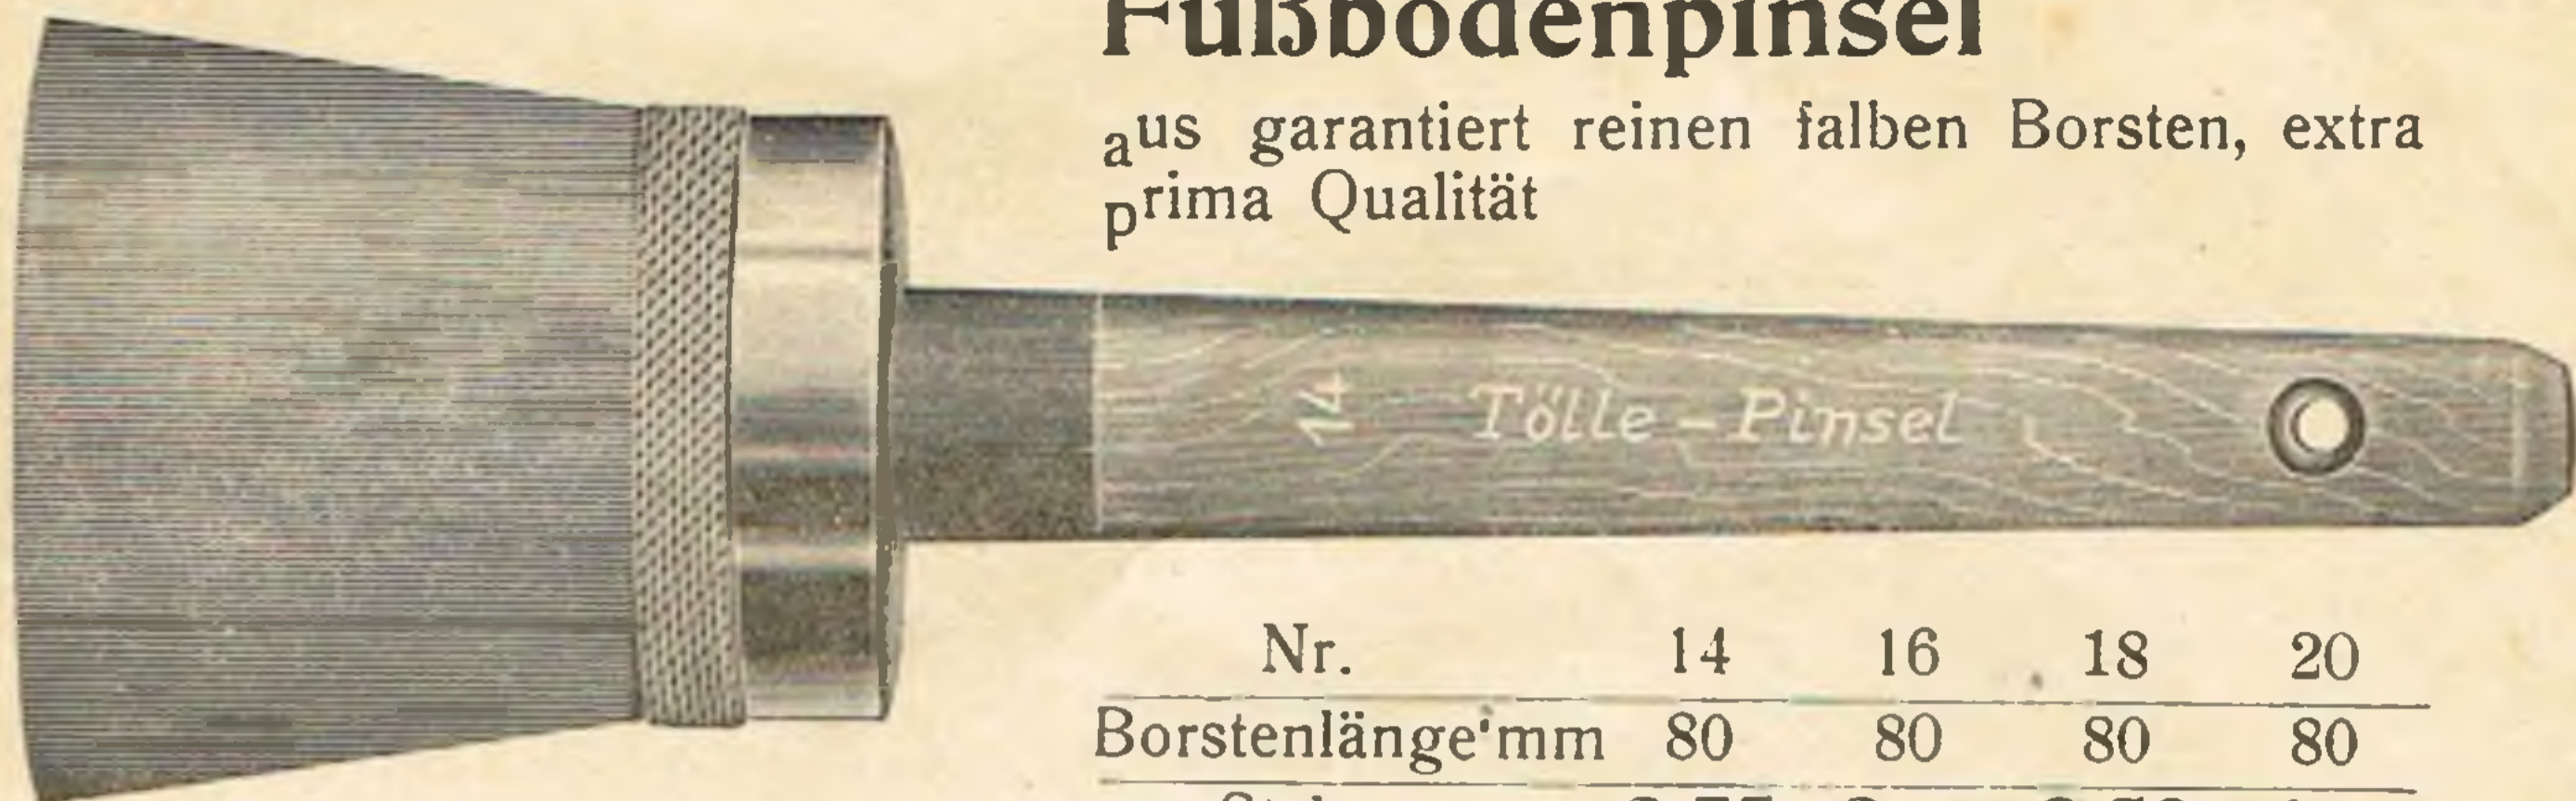 Fußbodenpinsel
aus garantiert reinen falben Borsten, extra
prima Qualität
14 Tölle-Pinsel
Nr. 14 16 18 20
Borstenlänge mm 80 80 80 80